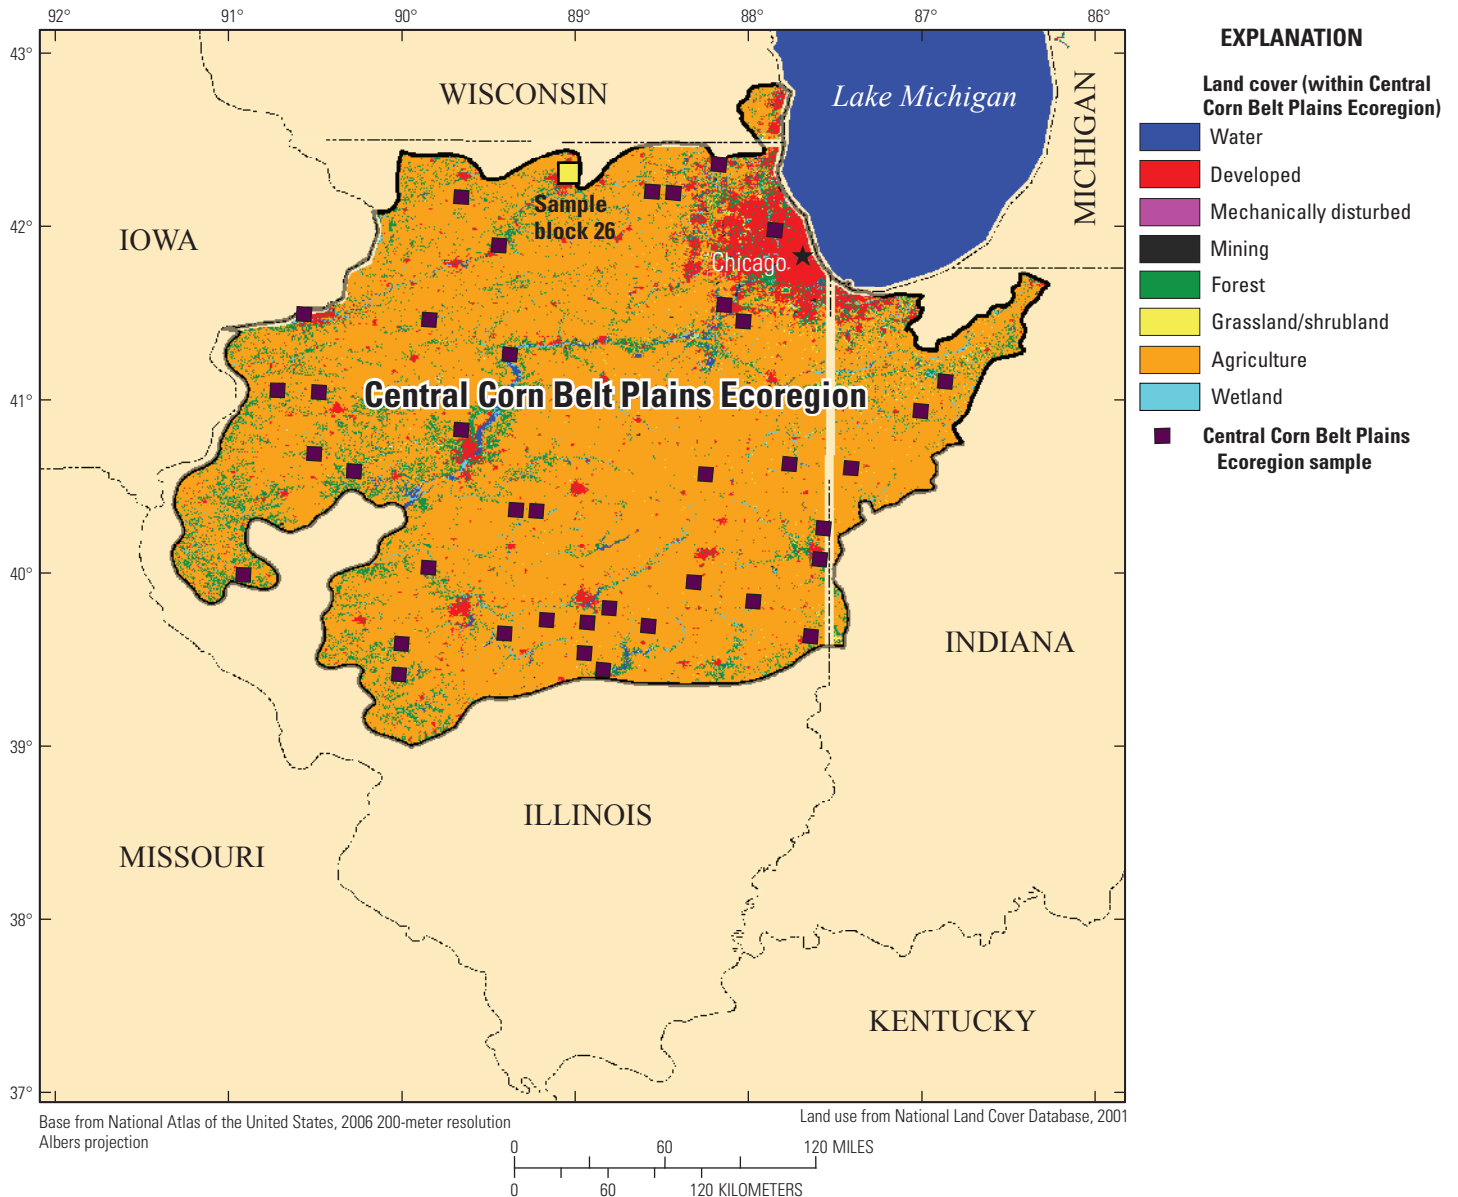 92°
91°
90°
89°
88°
87°
86°
43°
42°
41°
40°
39°
38°
37°
WISCONSIN
Lake Michigan
MICHIGAN
IOWA
Sample
block 26
Chicago
Central Corn Belt Plains Ecoregion
INDIANA
ILLINOIS
MISSOURI
KENTUCKY
EXPLANATION
Land cover (within Central
Corn Belt Plains Ecoregion)
Water
Developed
Mechanically disturbed
Mining
Forest
Grassland/shrubland
Agriculture
Wetland
Central Corn Belt Plains
Ecoregion sample
Base from National Atlas of the United States, 2006 200-meter resolution
Albers projection
Land use from National Land Cover Database, 2001
0 60 120 MILES
0 60 120 KILOMETERS